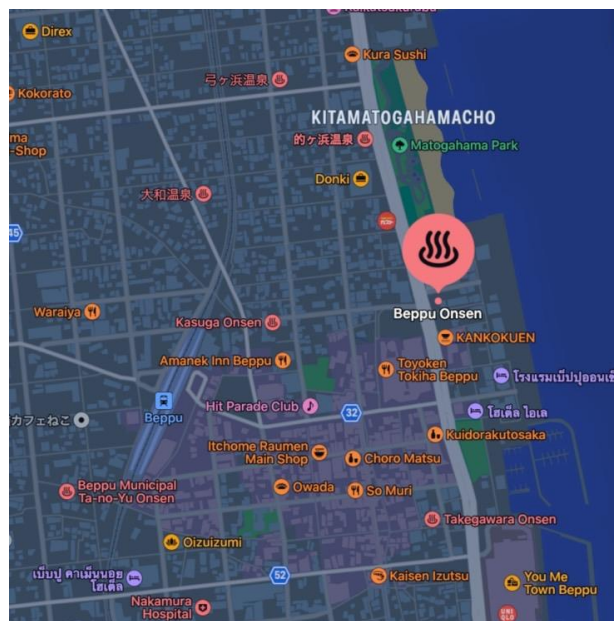 Direx
Kura Sushi
弓ヶ浜温泉
Kokorato
KITAMATOGAHAMACHO
的ヶ浜温泉
Matogahama Park
-Shop
Donki
大和温泉
45
Beppu Onsen
Waraiya
Kasuga Onsen
KANKOKUEN
Amanek Inn Beppu
Toyoken
Tokiha Beppu
โรงแรมเบ็ปปุออนเซ็
Beppu
Hit Parade Club
32
โฮเต็ล ไอเล
カフェねこ
Kuidorakutosaka
Itchome Raumen
Main Shop
Choro Matsu
Beppu Municipal
Ta-no-Yu Onsen
Owada
So Muri
Takegawara Onsen
Oizuizumi
เบ็บปู คาเม็นนอย
โฮเต็ล
52
Kaisen Izutsu
You Me
Town Beppu
Nakamura
Hospital
UNI
QLO